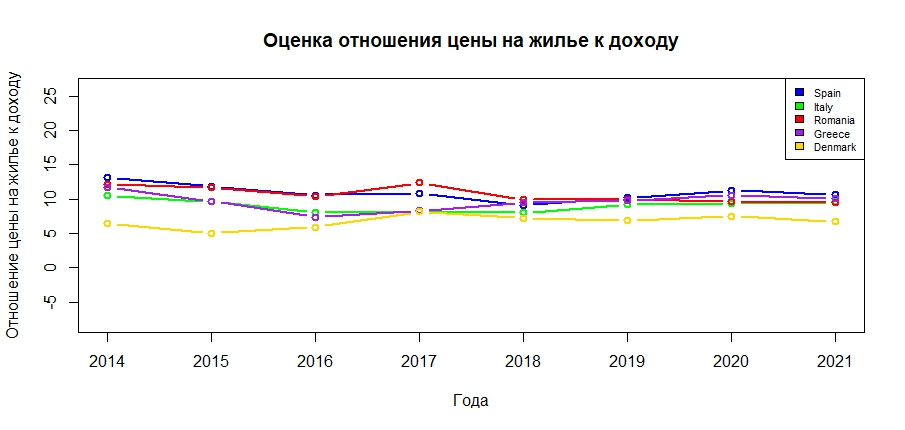 Оценка отношения цены на жилье к доходу
Отношение цены на жилье к доходу
25
20
15
10
5
0
-5
Spain
Italy
Romania
Greece
Denmark
2014 2015 2016 2017 2018 2019 2020 2021
Года